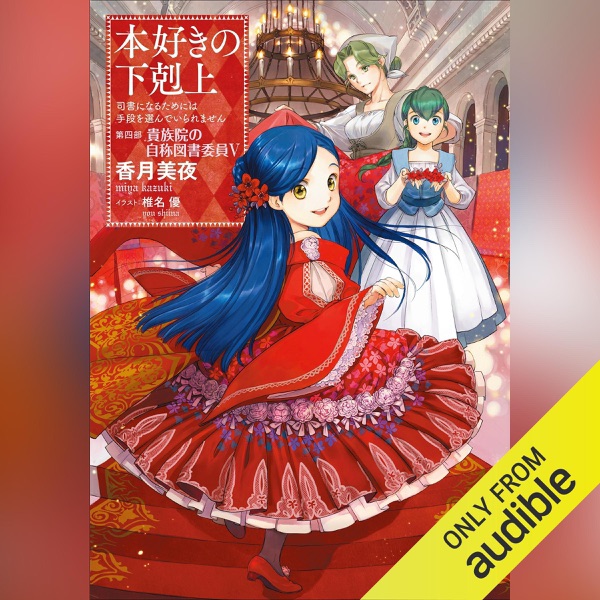 本好きの
下剋上
司書になるためには
手段を選んでいられません
第四部 貴族院の
自称図書委員V
香月美夜
miya kazuki
イラスト:椎名 優
you shiina
ONLY FROM
audible